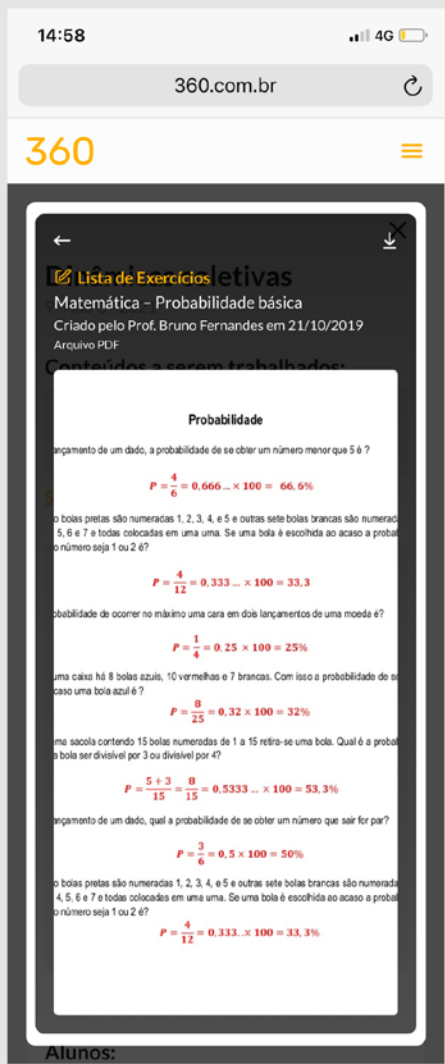 14:58
4G
360.com.br
360
Lista de Exercícios
Matemática – Probabilidade básica
Criado pelo Prof. Bruno Fernandes em 21/10/2019
Arquivo PDF
Conteúdos a serem trabalhados:
Probabilidade
ançamento de um dado, a probabilidade de se obter um número menor que 5 é ?
P = 4/6 = 0,666 ... × 100 = 66,6%
o bolas pretas são numeradas 1, 2, 3, 4, e 5 e outras sete bolas brancas são numerad
5, 6 e 7 e todas colocadas em uma urna. Se uma bola é escolhida ao acaso a probal
o número seja 1 ou 2 é?
P = 4/12 = 0,333 ... × 100 = 33,3
obabilidade de ocorrer no máximo uma cara em dois lançamentos de uma moeda é?
P = 1/4 = 0,25 × 100 = 25%
uma caixa há 8 bolas azuis, 10 vermelhas e 7 brancas. Com isso a probabilidade de s
caso uma bola azul é ?
P = 8/25 = 0,32 × 100 = 32%
ma sacola contendo 15 bolas numeradas de 1 a 15 retira-se uma bola. Qual é a probal
a bola ser divisível por 3 ou divisível por 4?
P = 5 + 3/15 = 8/15 = 0,5333 ... × 100 = 53,3%
ançamento de um dado, qual a probabilidade de se obter um número que sair for par?
P = 3/6 = 0,5 × 100 = 50%
o bolas pretas são numeradas 1, 2, 3, 4, e 5 e outras sete bolas brancas são numerada
4, 5, 6 e 7 e todas colocadas em uma urna. Se uma bola é escolhida ao acaso a probal
o número seja 1 ou 2 é?
P = 4/12 = 0,333. . × 100 = 33,3%
Alunos: